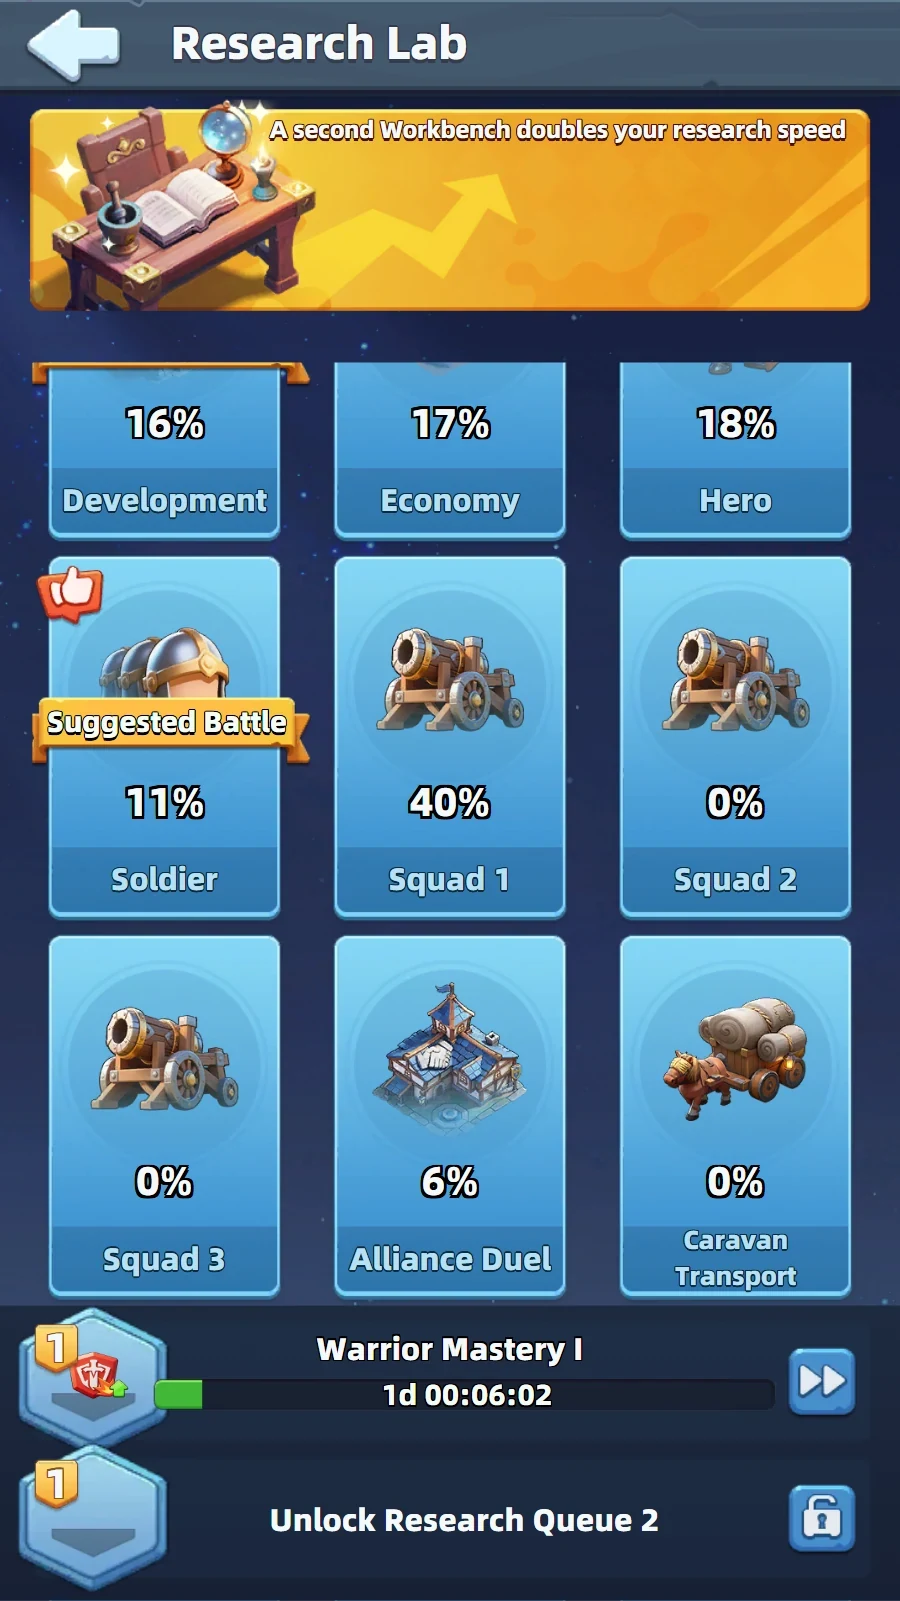 Research Lab
A second Workbench doubles your research speed
16%
17%
18%
Development
Economy
Hero
Suggested Battle
11%
40%
0%
Soldier
Squad 1
Squad 2
0%
6%
0%
Squad 3
Alliance Duel
Caravan
Transport
1
Warrior Mastery I
1d 00:06:02
1
Unlock Research Queue 2